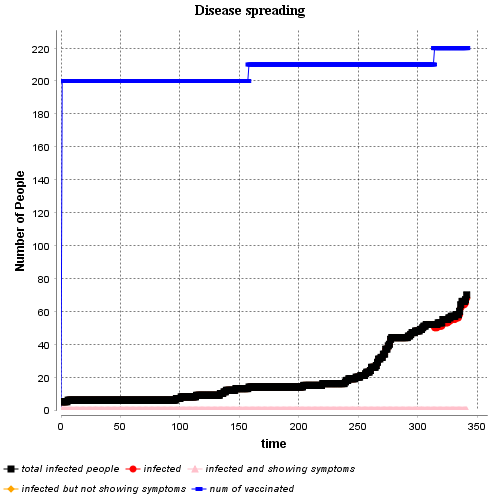 Disease spreading
220
200
180
160
140
120
100
80
60
40
20
0
Number of People
0 50 100 150 200 250 300 350
time
total infected people infected infected and showing symptoms
infected but not showing symptoms num of vaccinated